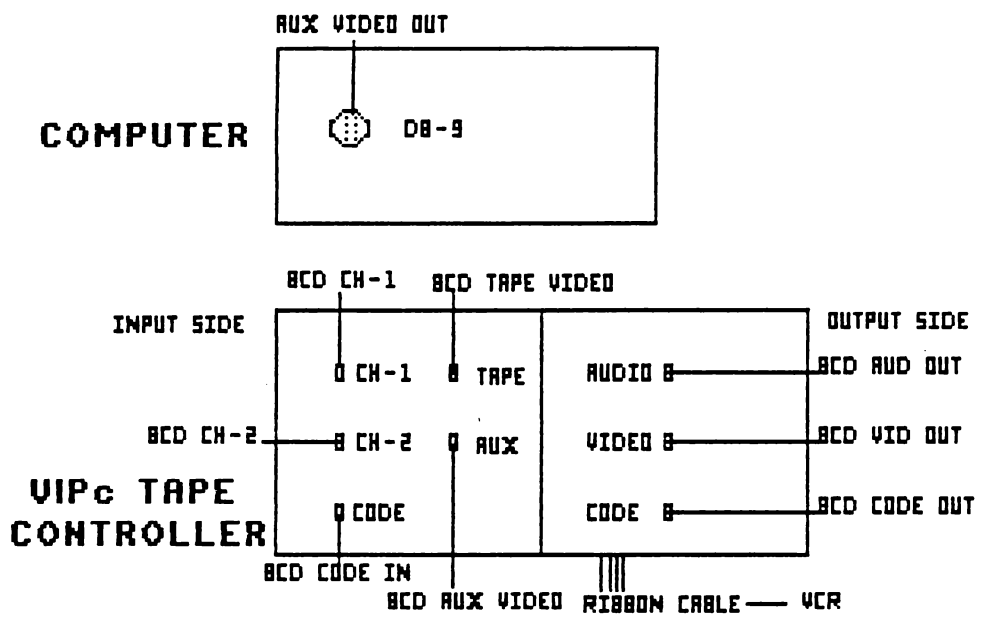 AUX VIDEO OUT
COMPUTER
DB-9
BCD CH-1
BCD TAPE VIDEO
INPUT SIDE
OUTPUT SIDE
CH-1
TAPE
AUDIO
BCD AUD OUT
BCD CH-2
CH-2
AUX
VIDEO
BCD VID OUT
VIPc TAPE
CONTROLLER
CODE
CODE
BCD CODE OUT
BCD CODE IN
BCD AUX VIDEO
RIBBON CABLE — VCR